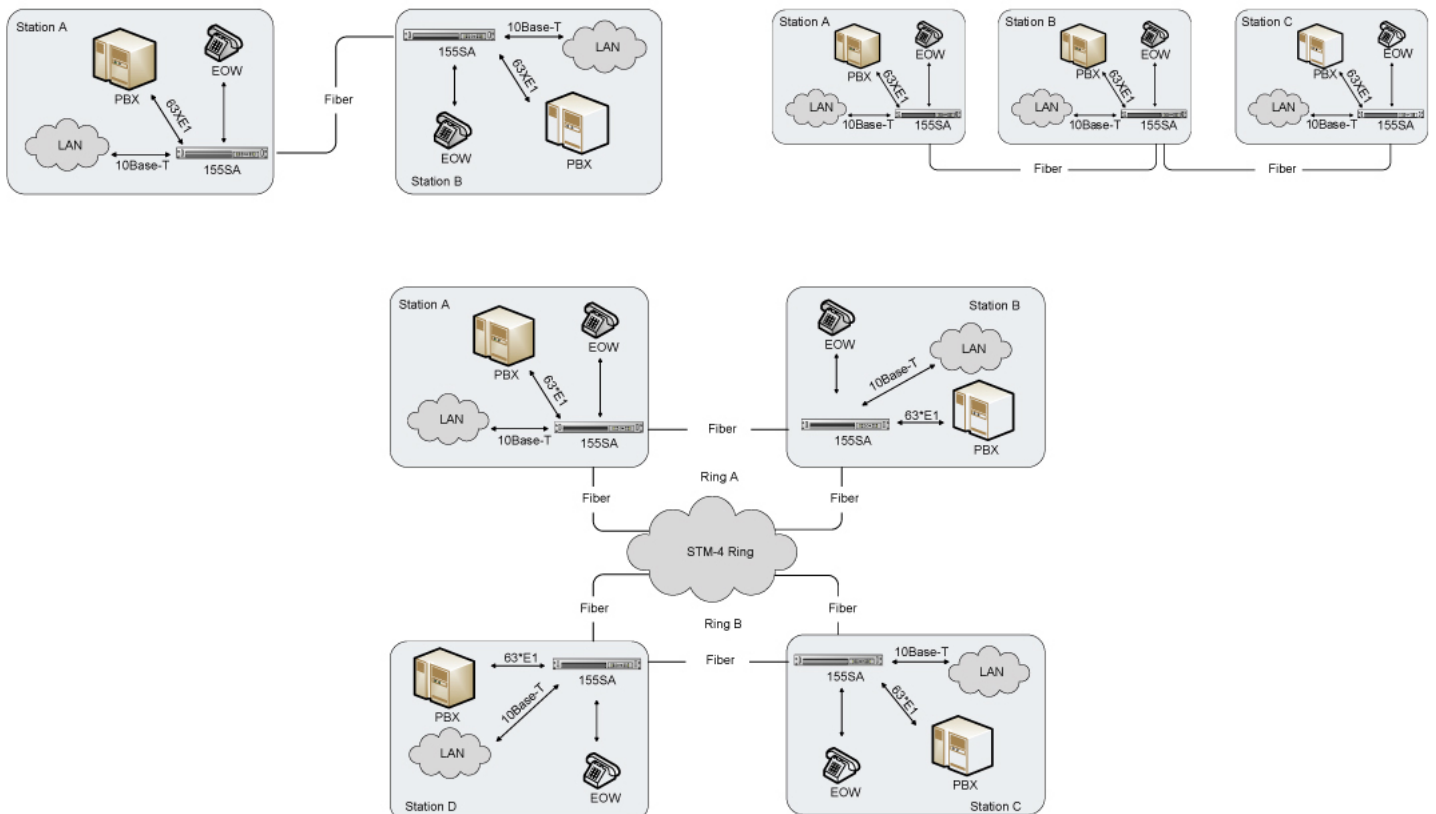 Station A
EOW
PBX
63XE1
LAN
10Base-T
155SA
Fiber
10Base-T
LAN
155SA
63XE1
EOW
PBX
Station B
Station A
EOW
PBX
63XE1
LAN
10Base-T
155SA
Station B
EOW
PBX
63XE1
LAN
10Base-T
155SA
Station C
EOW
PBX
63XE1
LAN
10Base-T
155SA
Fiber
Fiber
Station A
EOW
PBX
63*E1
LAN
10Base-T
155SA
Fiber
Station B
EOW
LAN
10Base-T
63*E1
155SA
PBX
Ring A
Fiber
Fiber
STM-4 Ring
Fiber
Fiber
Ring B
63*E1
155SA
PBX
10Base-T
LAN
EOW
Station D
Fiber
10Base-T
LAN
155SA
63*E1
EOW
PBX
Station C